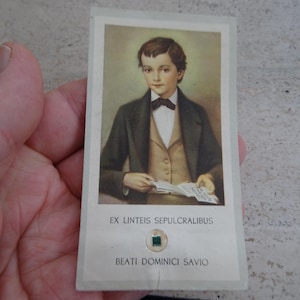 EX LINTEIS SEPULCRALIBUS
BEATI DOMINICI SAVIO